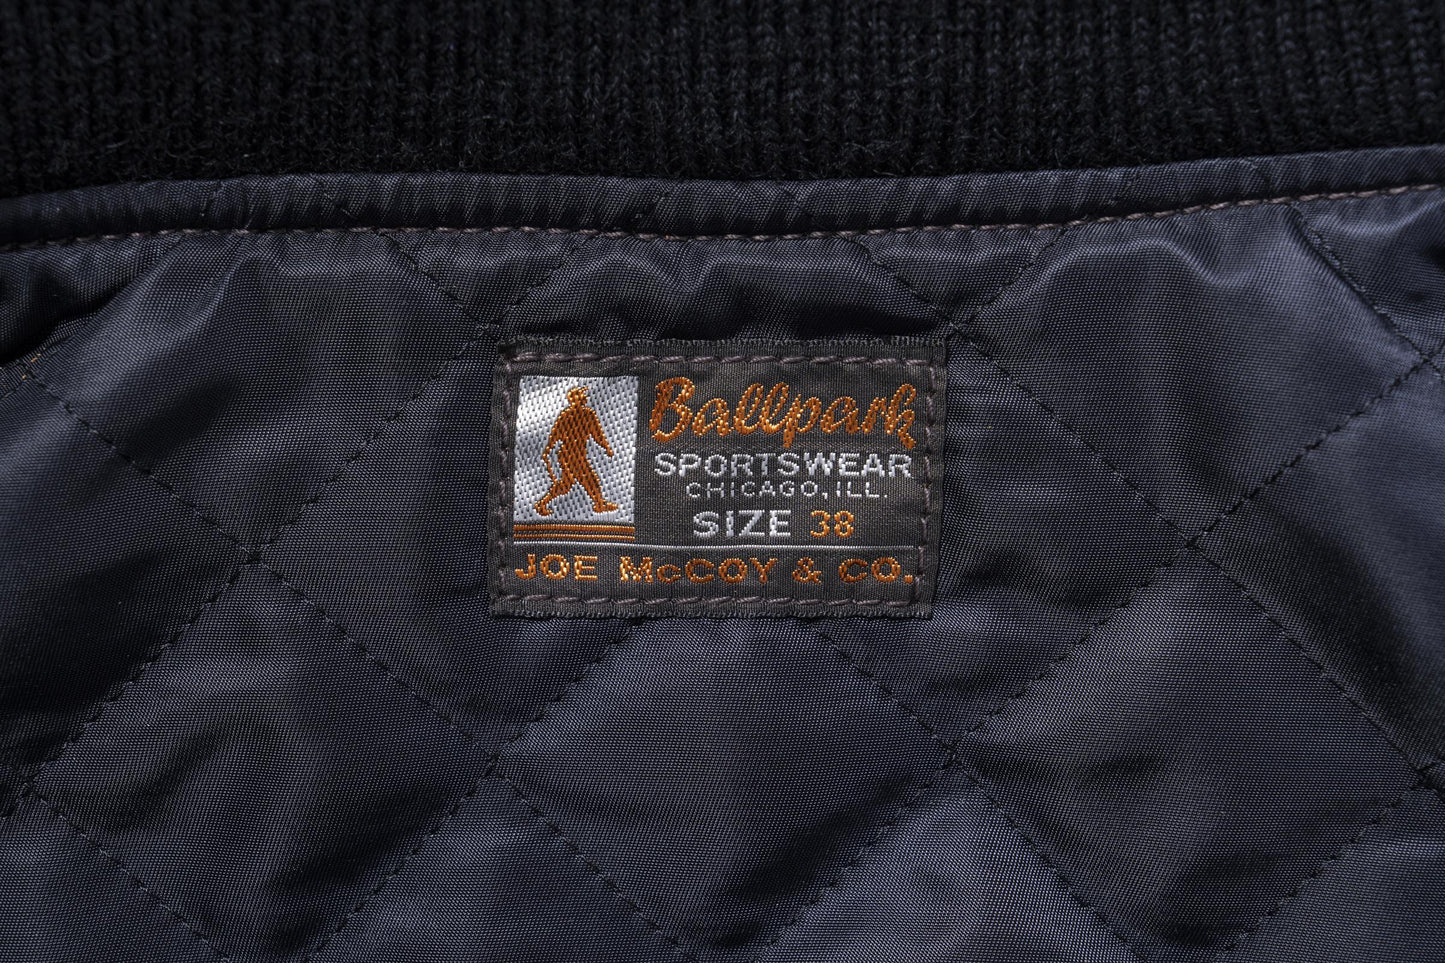 Ballpark
SPORTSWEAR
CHICAGO, ILL.
SIZE 38
JOE McCOY & CO.